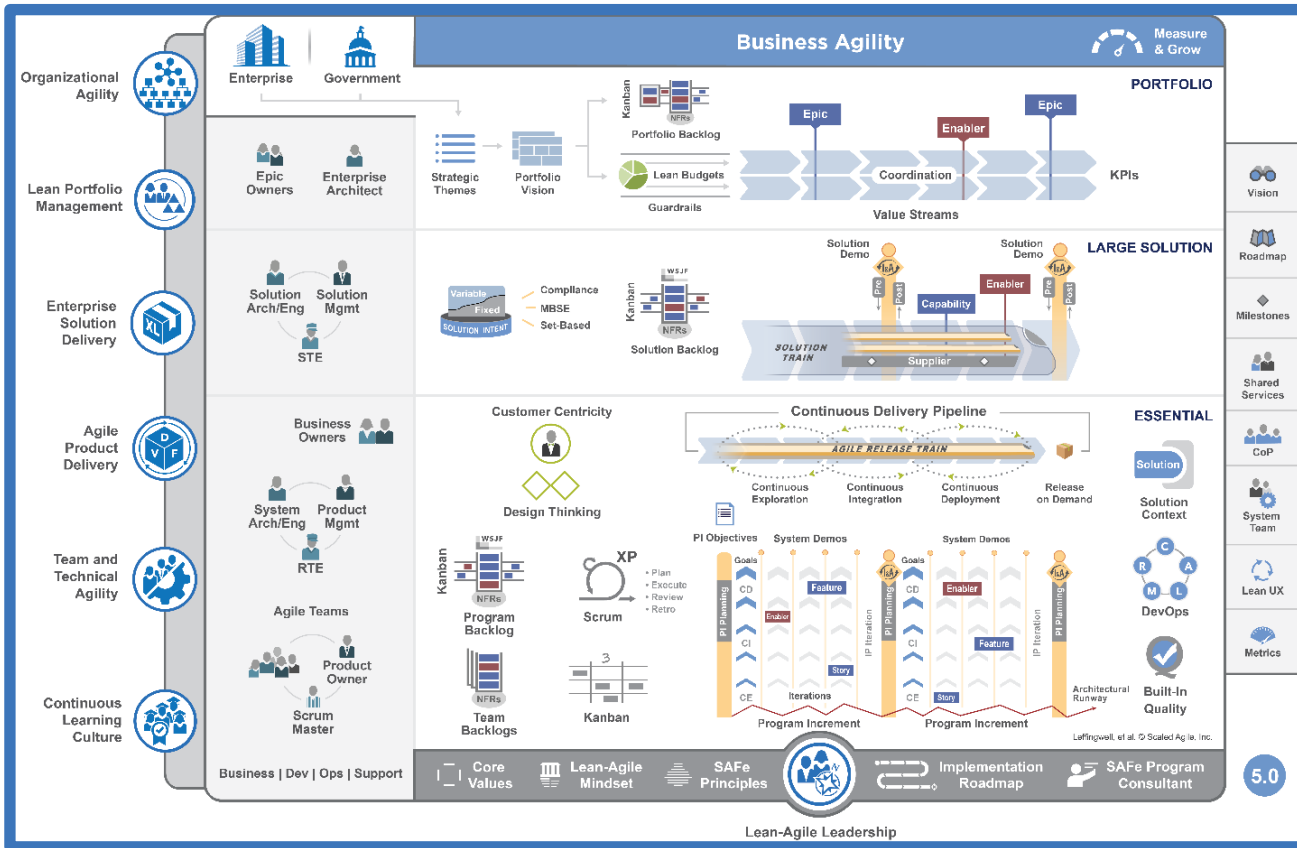 Organizational
Agility
Lean Portfolio
Management
Enterprise
Solution
Delivery
Agile
Product
Delivery
D
V
F
Team and
Technical
Agility
Continuous
Learning
Culture
XL
Enterprise
Government
Business Agility
Measure
& Grow
PORTFOLIO
Epic
Owners
Enterprise
Architect
Strategic
Themes
Portfolio
Vision
Kanban
NFRs
Portfolio Backlog
Lean Budgets
Guardrails
Epic
Enabler
Epic
Coordination
KPIs
Value Streams
LARGE SOLUTION
Solution
Arch/Eng
Solution
Mgmt
STE
Variable
Fixed
SOLUTION INTENT
Compliance
MBSE
Set-Based
WSJF
Kanban
NFRs
Solution Backlog
Solution
Demo
Solution
Demo
I&A
I&A
Pre
Post
Pre
Post
Capability
Enabler
SOLUTION
TRAIN
Supplier
ESSENTIAL
Business
Owners
System
Arch/Eng
Product
Mgmt
RTE
Agile Teams
Product
Owner
Scrum
Master
Business | Dev | Ops | Support
Customer Centricity
Design Thinking
WSJF
Kanban
NFRs
Program
Backlog
XP
• Plan
• Execute
• Review
• Retro
Scrum
NFRs
Team
Backlogs
3
Kanban
Continuous Delivery Pipeline
AGILE RELEASE TRAIN
Continuous
Exploration
Continuous
Integration
Continuous
Deployment
Release
on Demand
PI Objectives
System Demos
System Demos
Goals
CD
CI
CE
PI Planning
Feature
Enabler
Story
Iterations
IP Iteration
I&A
PI Planning
Goals
CD
CI
CE
Enabler
Feature
Story
IP Iteration
I&A
PI Planning
Program Increment
Program Increment
Architectural
Runway
Solution
Solution
Context
C
A
L
M
R
DevOps
Built-In
Quality
Leffingwell, et al. © Scaled Agile, Inc.
Vision
Roadmap
Milestones
Shared
Services
CoP
System
Team
Lean UX
Metrics
Core
Values
Lean-Agile
Mindset
SAFe
Principles
N
Implementation
Roadmap
SAFe Program
Consultant
Lean-Agile Leadership
5.0